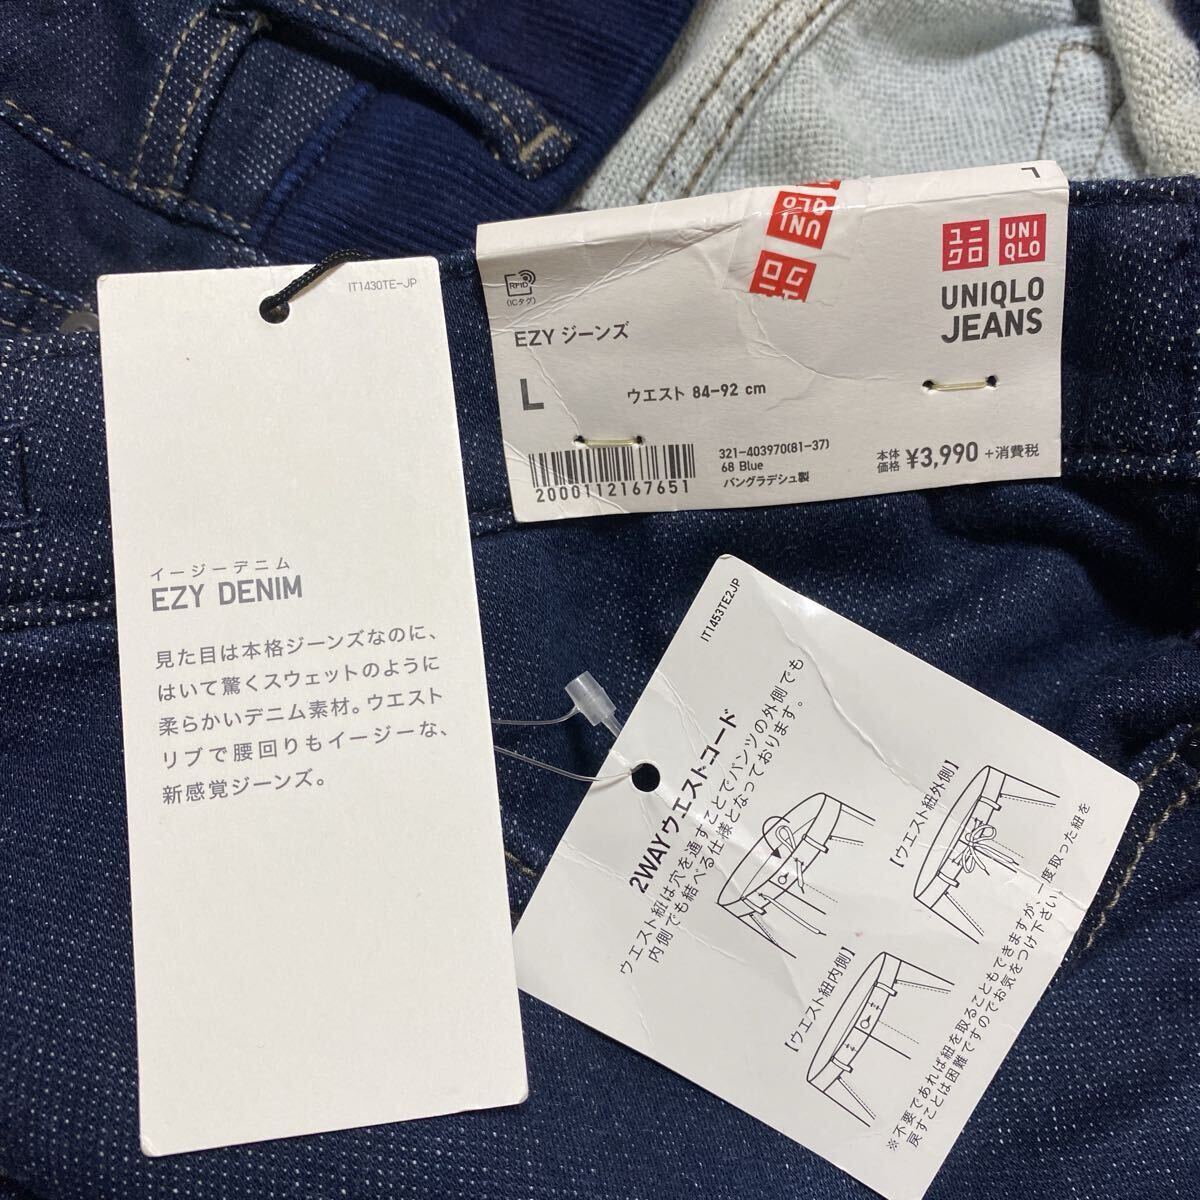 IT1430TE-JP
イージーデニム
EZY DENIM
見た目は本格ジーンズなのに、
はいて驚くスウェットのように
柔らかいデニム素材。ウエスト
リブで腰回りもイージーな、
新感覚ジーンズ。
L
RFID
(ICタグ)
UNI
QLO
ユニ
クロ
UNI
QLO
UNIQLO
JEANS
EZY ジーンズ
L
ウエスト 84-92 cm
2000112167651
321-403970(81-37)
68 Blue
バングラデシュ製
本体
価格 ¥3,990 +消費税
IT1453TE2JP
2WAYウエストコード
ウエスト紐は穴を通すことでパンツの外側でも
内側でも結べる仕様となっております。
【ウエスト紐外側】
【ウエスト紐内側】
※不要であれば紐を取ることもできますが、一度取った紐を
戻すことは困難ですのでお気をつけ下さい。